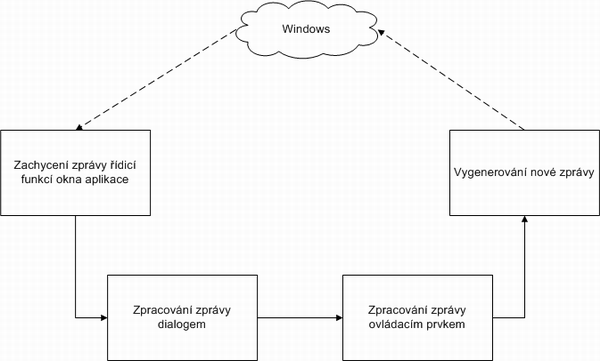 Windows
Zachycení zprávy řídicí
funkcí okna aplikace
Vygenerování nové zprávy
Zpracování zprávy
dialogem
Zpracování zprávy
ovládacím prvkem